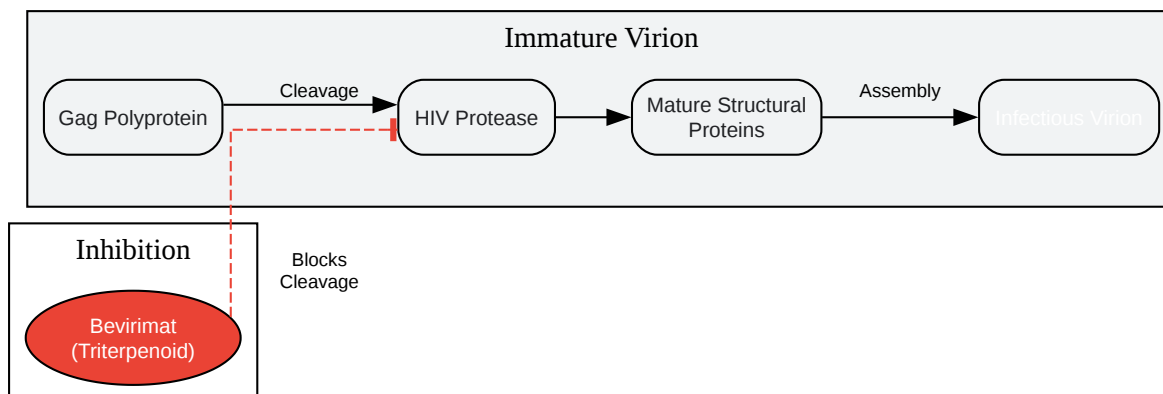 Immature Virion
Gag Polyprotein
Cleavage
HIV Protease
Mature Structural
Proteins
Assembly
Infectious Virion
Inhibition
Blocks
Cleavage
Bevirimat
(Triterpenoid)